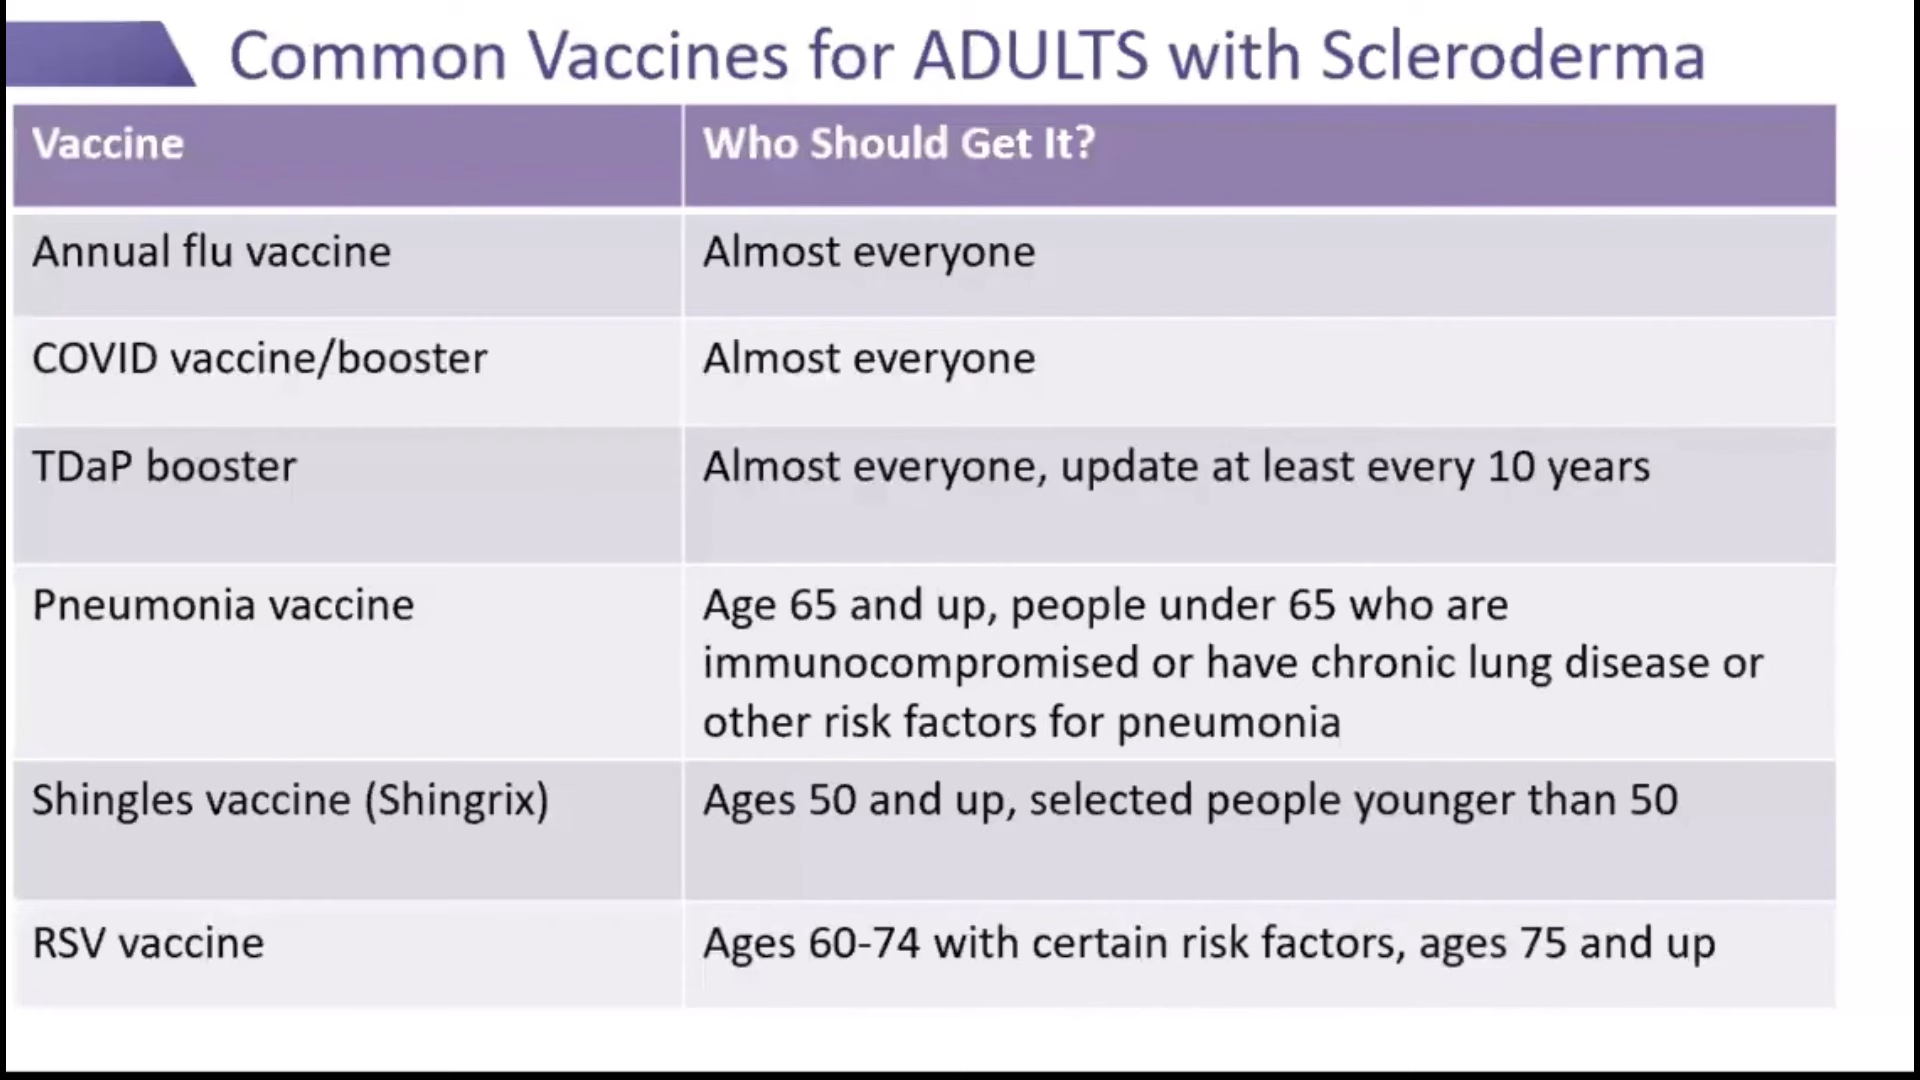 Common Vaccines for ADULTS with Scleroderma
Vaccine
Who Should Get It?
Annual flu vaccine
Almost everyone
COVID vaccine/booster
Almost everyone
TDaP booster
Almost everyone, update at least every 10 years
Pneumonia vaccine
Age 65 and up, people under 65 who are
immunocompromised or have chronic lung disease or
other risk factors for pneumonia
Shingles vaccine (Shingrix)
Ages 50 and up, selected people younger than 50
RSV vaccine
Ages 60-74 with certain risk factors, ages 75 and up